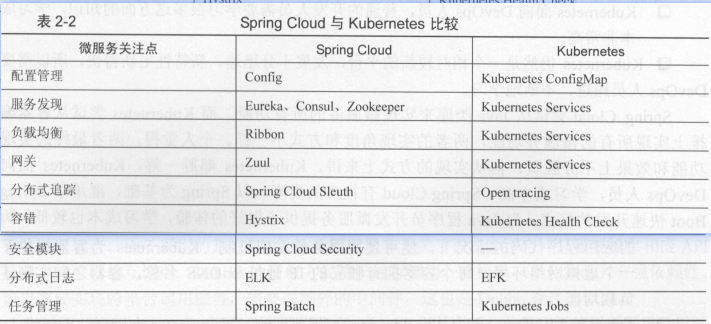 表 2-2 Spring Cloud 与 Kubernetes 比较
微服务关注点 Spring Cloud Kubernetes
配置管理 Config Kubernetes ConfigMap
服务发现 Eureka、Consul、Zookeeper Kubernetes Services
负载均衡 Ribbon Kubernetes Services
网关 Zuul Kubernetes Services
分布式追踪 Spring Cloud Sleuth Open tracing
容错 Hystrix Kubernetes Health Check
安全模块 Spring Cloud Security
分布式日志 ELK EFK
任务管理 Spring Batch Kubernetes Jobs